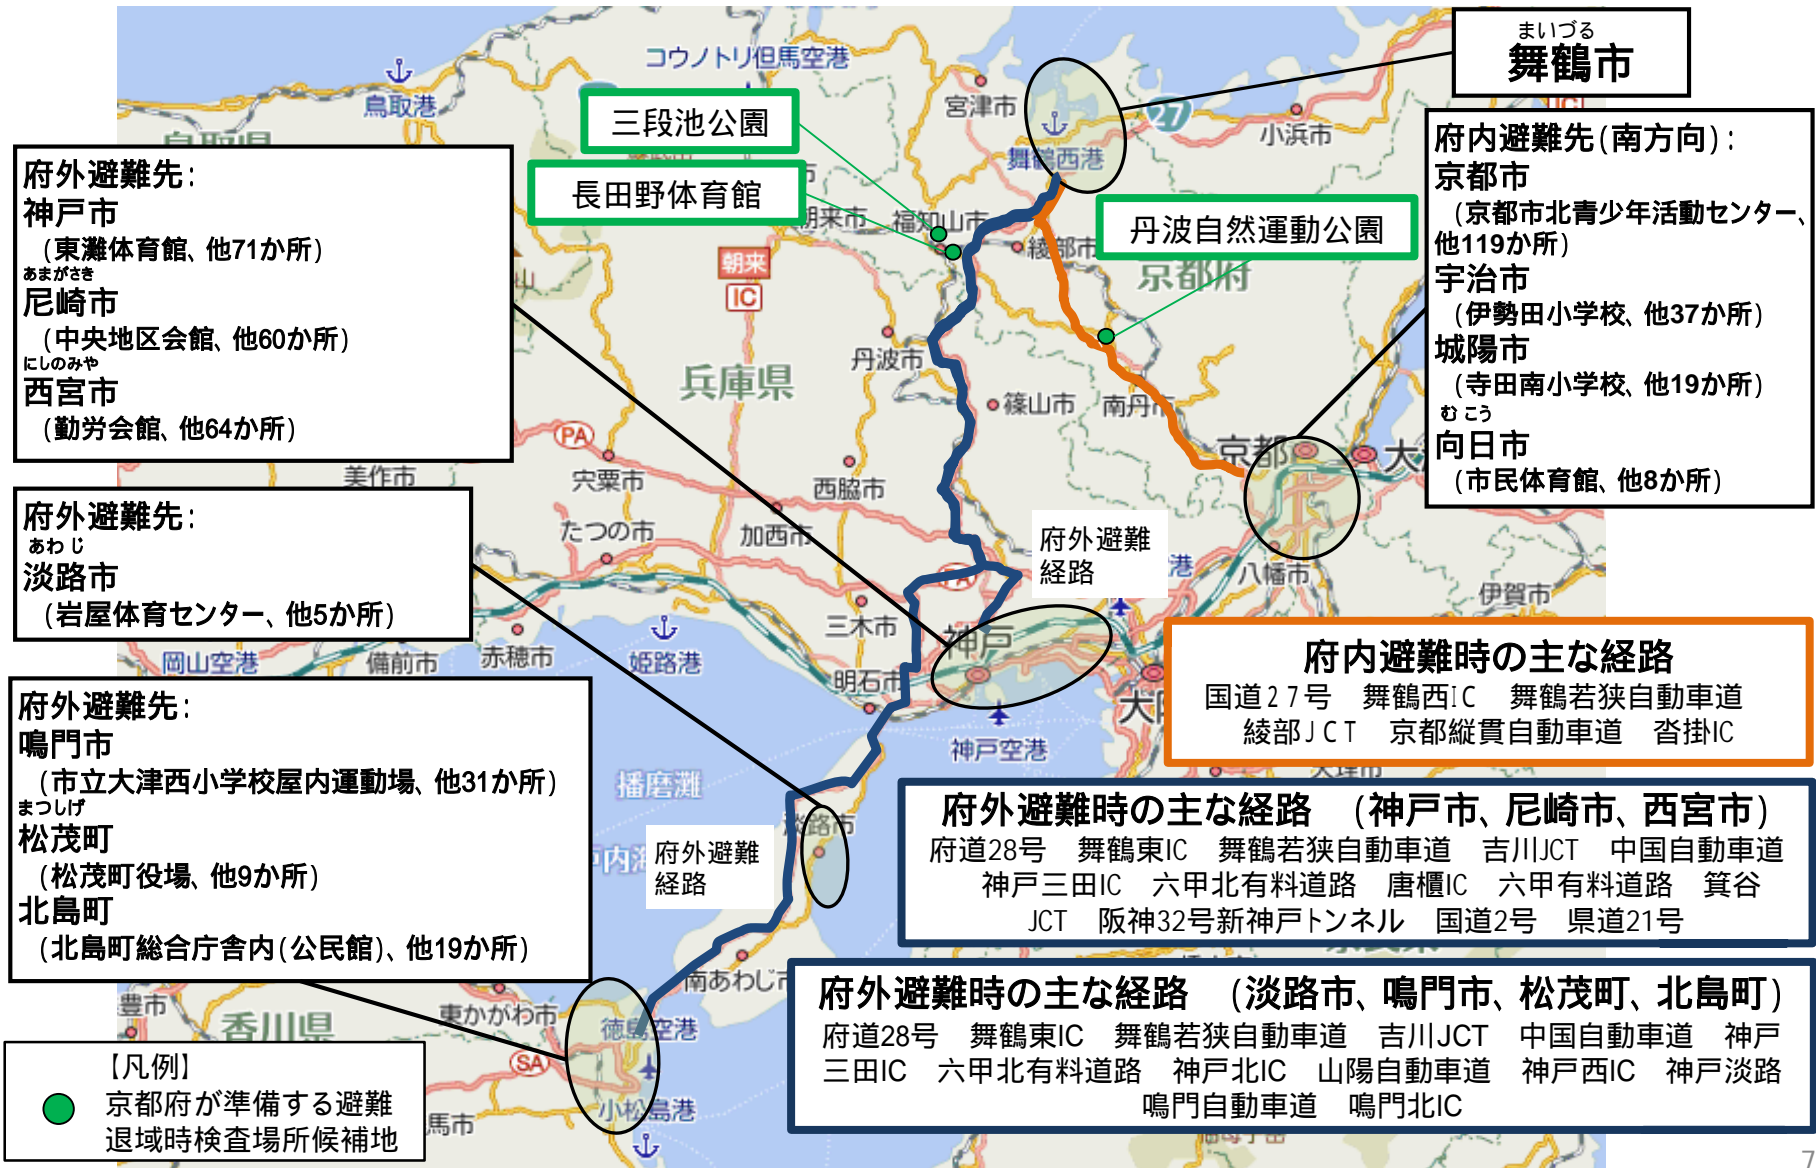 まいづる
舞鶴市
コウノトリ但馬空港
鳥取港
鳥取県
三段池公園
長田野体育館
宮津市
27
小浜市
IC
舞鶴西港
朝来市
福知山市
綾部市
丹波自然運動公園
京都府
朝来
IC
丹波市
兵庫県
篠山市
南丹市
京都
PA
美作市
宍粟市
西脇市
たつの市
加西市
府外避難
経路
八幡市
伊賀市
PA
三木市
神戸
岡山空港
備前市
赤穂市
姫路港
明石市
神戸空港
播磨灘
淡路市
府外避難
経路
南あわじ市
豊市
香川県
東かがわ市
徳島空港
SA
小松島港
馬市
府外避難先:
神戸市
(東灘体育館、他71か所)
あまがさき
尼崎市
(中央地区会館、他60か所)
にしのみや
西宮市
(勤労会館、他64か所)
府外避難先:
あわじ
淡路市
(岩屋体育センター、他5か所)
府外避難先:
鳴門市
(市立大津西小学校屋内運動場、他31か所)
まつしげ
松茂町
(松茂町役場、他9か所)
北島町
(北島町総合庁舎内(公民館)、他19か所)
【凡例】
京都府が準備する避難
退域時検査場所候補地
府内避難先(南方向):
京都市
(京都市北青少年活動センター、
他119か所)
宇治市
(伊勢田小学校、他37か所)
城陽市
(寺田南小学校、他19か所)
むこう
向日市
(市民体育館、他8か所)
府内避難時の主な経路
国道27号 舞鶴西IC 舞鶴若狭自動車道
綾部JCT 京都縦貫自動車道 沓掛IC
府外避難時の主な経路 (神戸市、尼崎市、西宮市)
府道28号 舞鶴東IC 舞鶴若狭自動車道 吉川JCT 中国自動車道
神戸三田IC 六甲北有料道路 唐櫃IC 六甲有料道路 箕谷
JCT 阪神32号新神戸トンネル 国道2号 県道21号
府外避難時の主な経路 (淡路市、鳴門市、松茂町、北島町)
府道28号 舞鶴東IC 舞鶴若狭自動車道 吉川JCT 中国自動車道 神戸
三田IC 六甲北有料道路 神戸北IC 山陽自動車道 神戸西IC 神戸淡路
鳴門自動車道 鳴門北IC
7